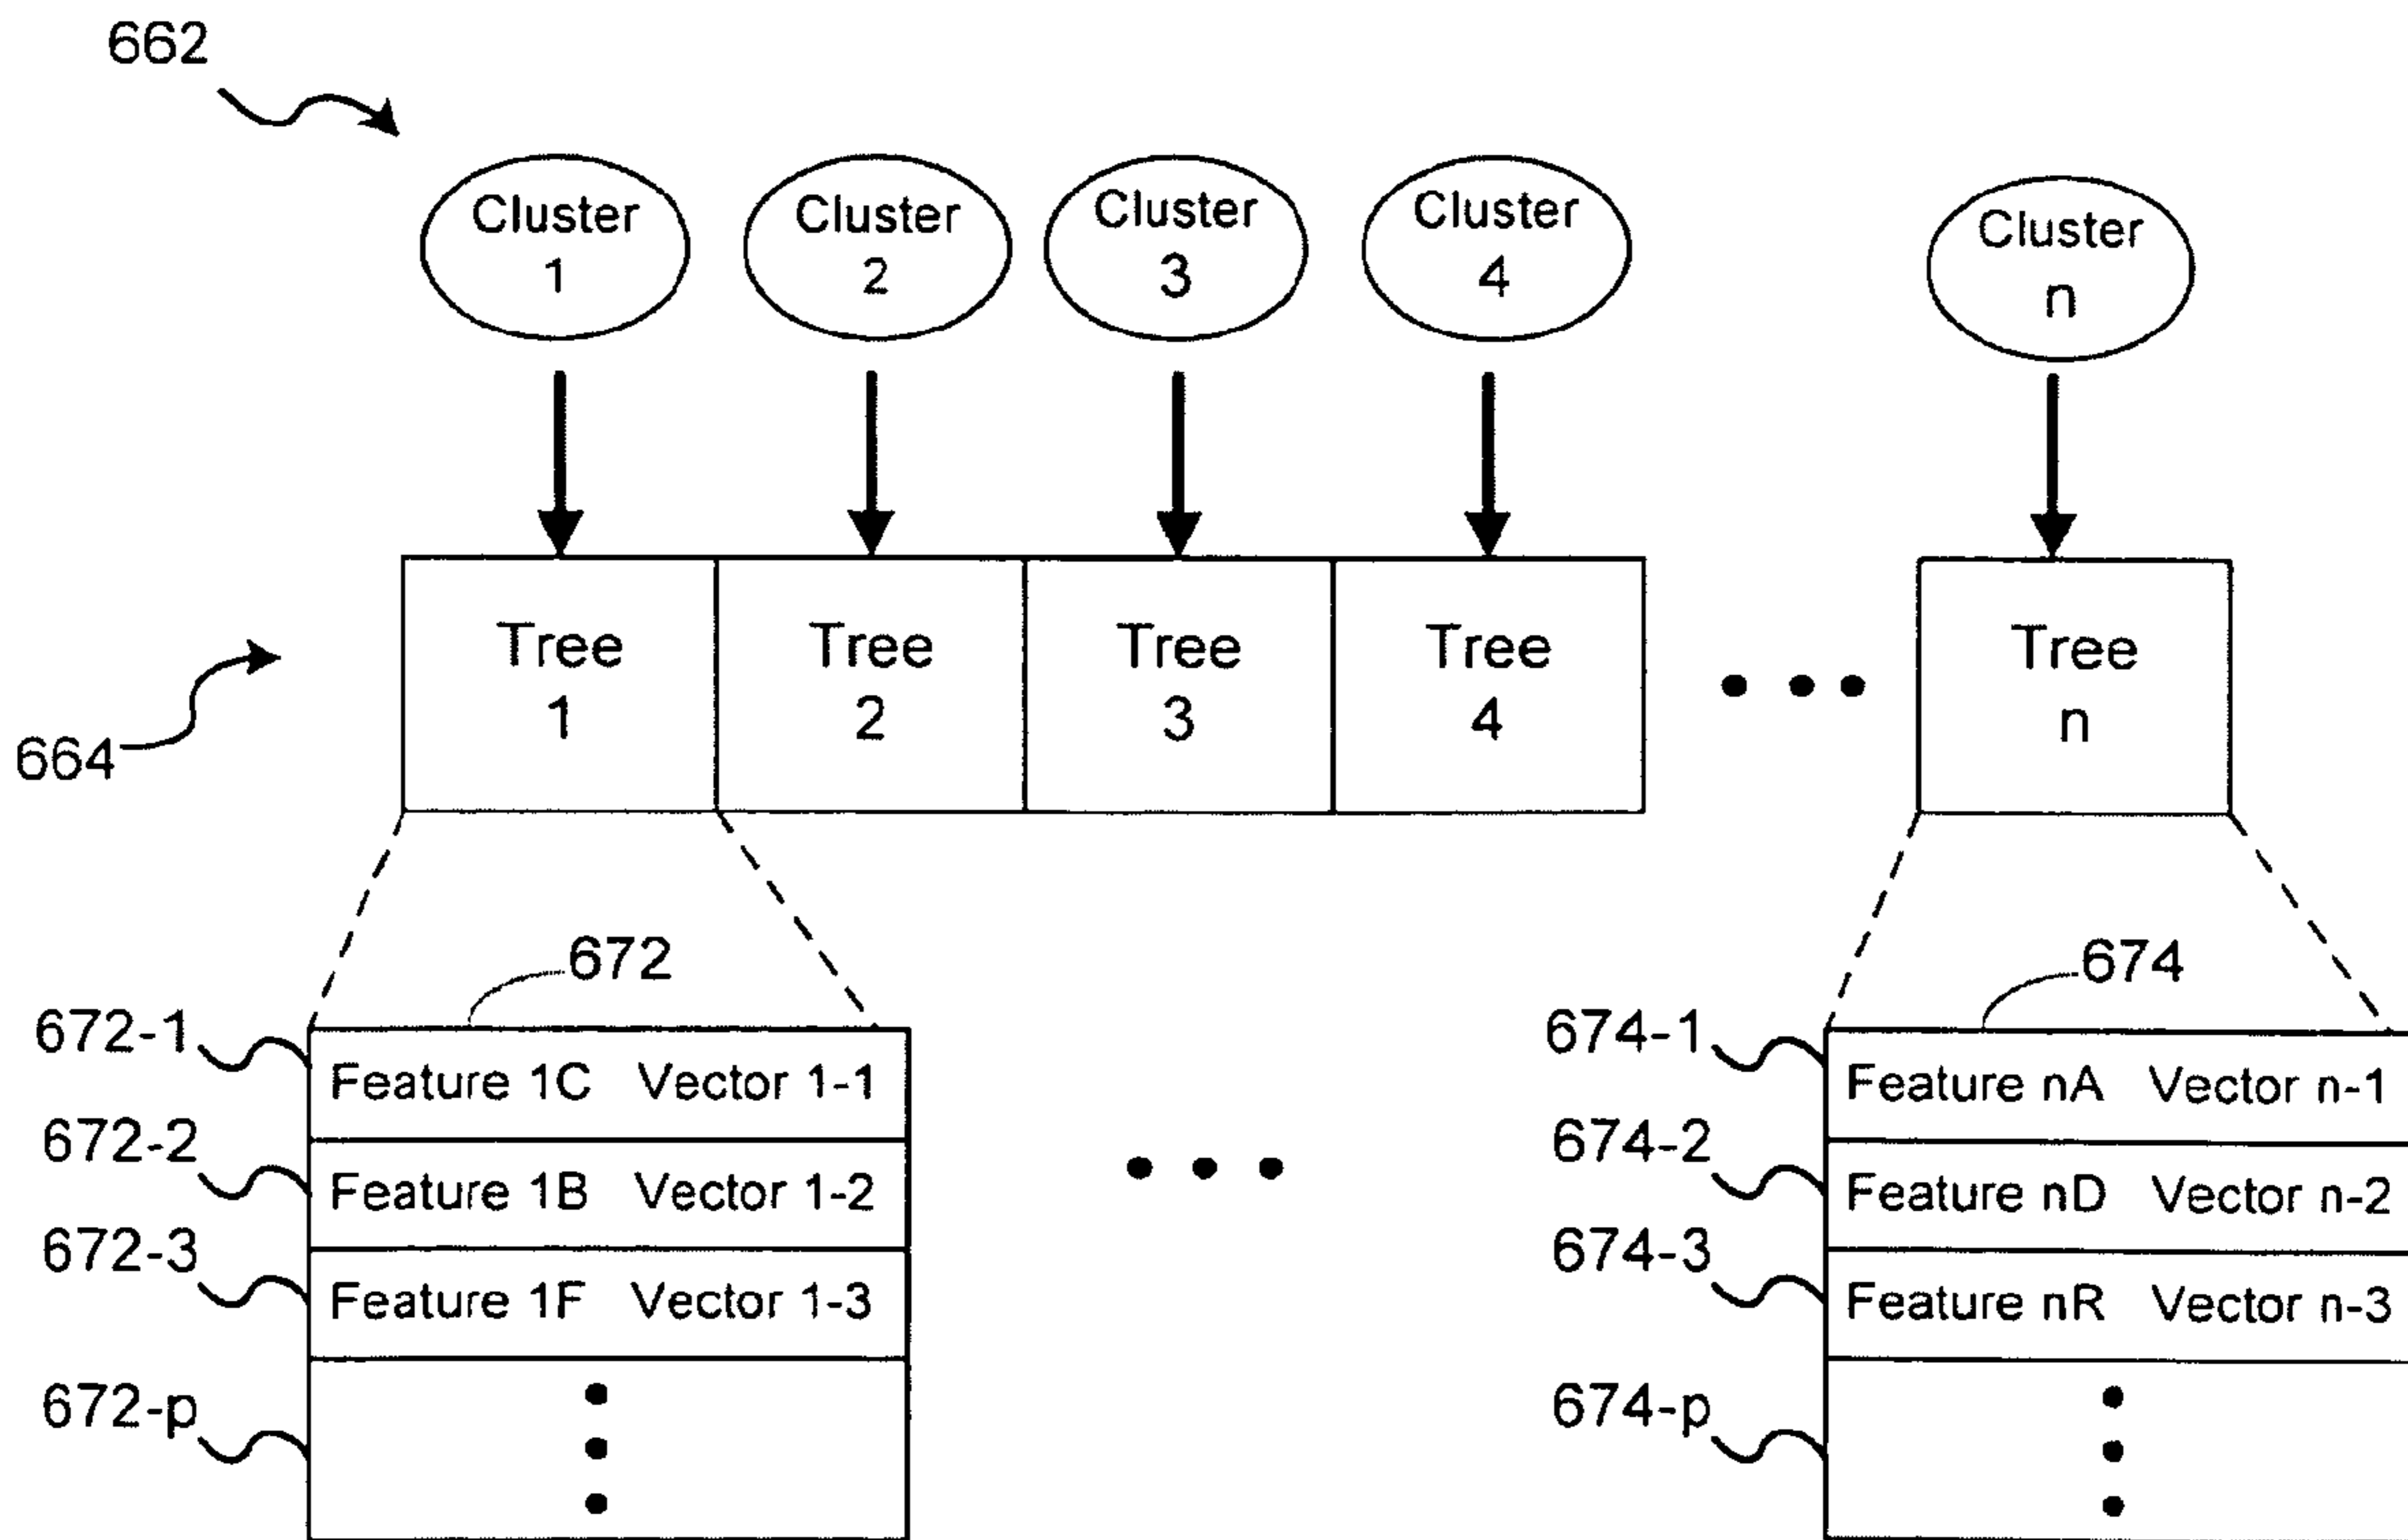 662
Cluster
1
Cluster
2
Cluster
3
Cluster
4
Cluster
n
664
Tree
1
Tree
2
Tree
3
Tree
4
Tree
n
672
672-1
Feature 1C Vector 1-1
672-2
Feature 1B Vector 1-2
672-3
Feature 1F Vector 1-3
672-p
674
674-1
Feature nA Vector n-1
674-2
Feature nD Vector n-2
674-3
Feature nR Vector n-3
674-p